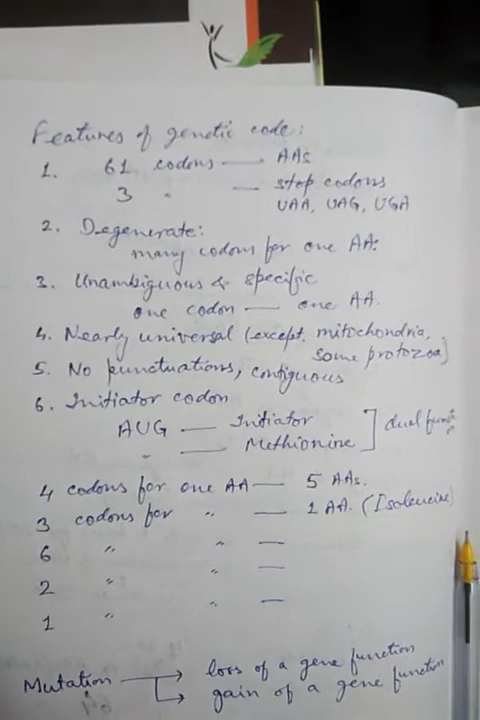 Features of genetic code:
1. 61 codons — AAs
3 " — stop codons
UAA, UAG, UGA
2. Degenerate:
many codons for one AA.
3. Unambiguous & specific
one codon — one AA.
4. Nearly universal (except. mitochondria,
some protozoa)
5. No punctuations, contiguous
6. Initiator codon
AUG — Initiator
" — Methionine ] dual
4 codons for one AA — 5 AAs.
3 codons for " — 1 AA. (Isoleucine)
6 " " —
2 " " —
1 " " —
Mutation → loss of a gene function
→ gain of a gene function